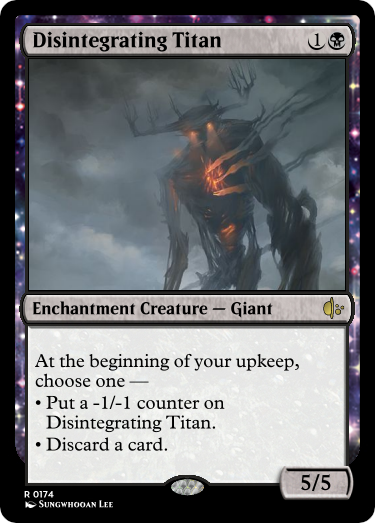 Disintegrating Titan 1
Enchantment Creature — Giant
At the beginning of your upkeep,
choose one —
• Put a -1/-1 counter on
Disintegrating Titan.
• Discard a card.
5/5
R 0174
Sungwhooan Lee